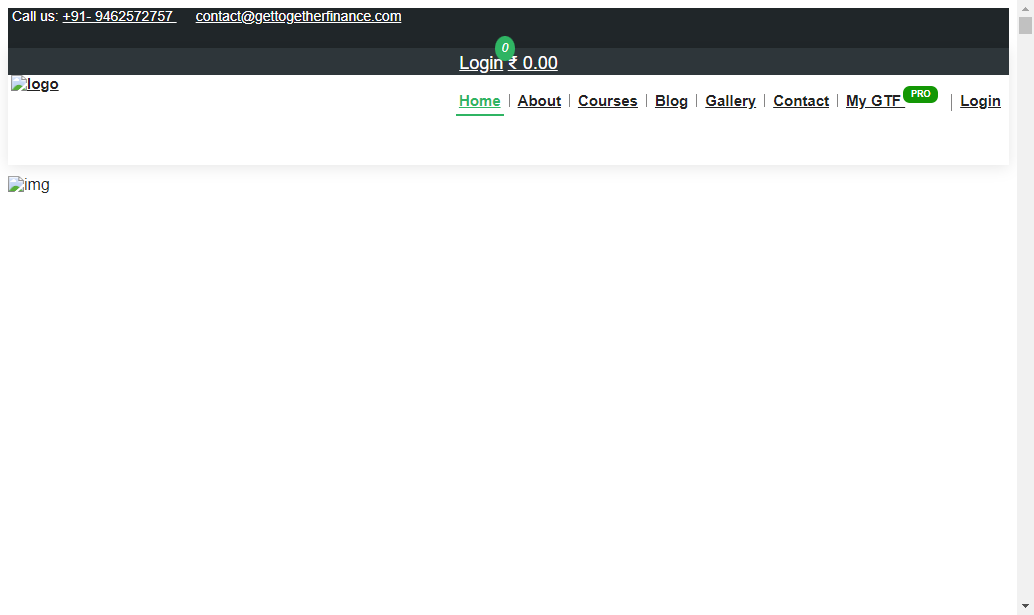 Call us: +91- 9462572757 contact@gettogetherfinance.com
0
Login ₹ 0.00
logo
Home About Courses Blog Gallery Contact My GTF PRO Login
img